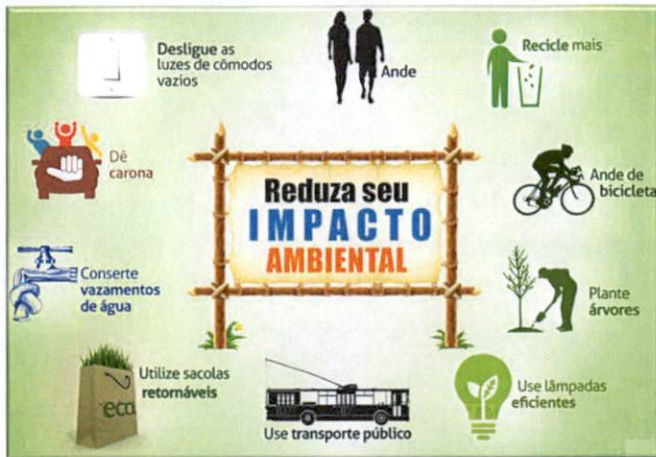 Desligue as
luzes de cômodos
vazios
Ande
Recicle mais
Dê
carona
Reduza seu
IMPACTO
AMBIENTAL
Ande de
bicicleta
Conserte
vazamentos
de água
Plante
árvores
Utilize sacolas
retornáveis
eco
Use transporte público
Use lâmpadas
eficientes